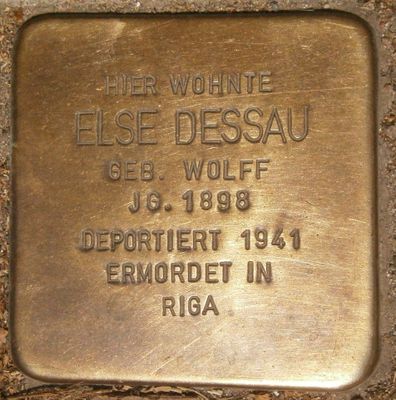 HIER WOHNTE
ELSE DESSAU
GEB. WOLFF
JG. 1898
DEPORTIERT 1941
ERMORDET IN
RIGA